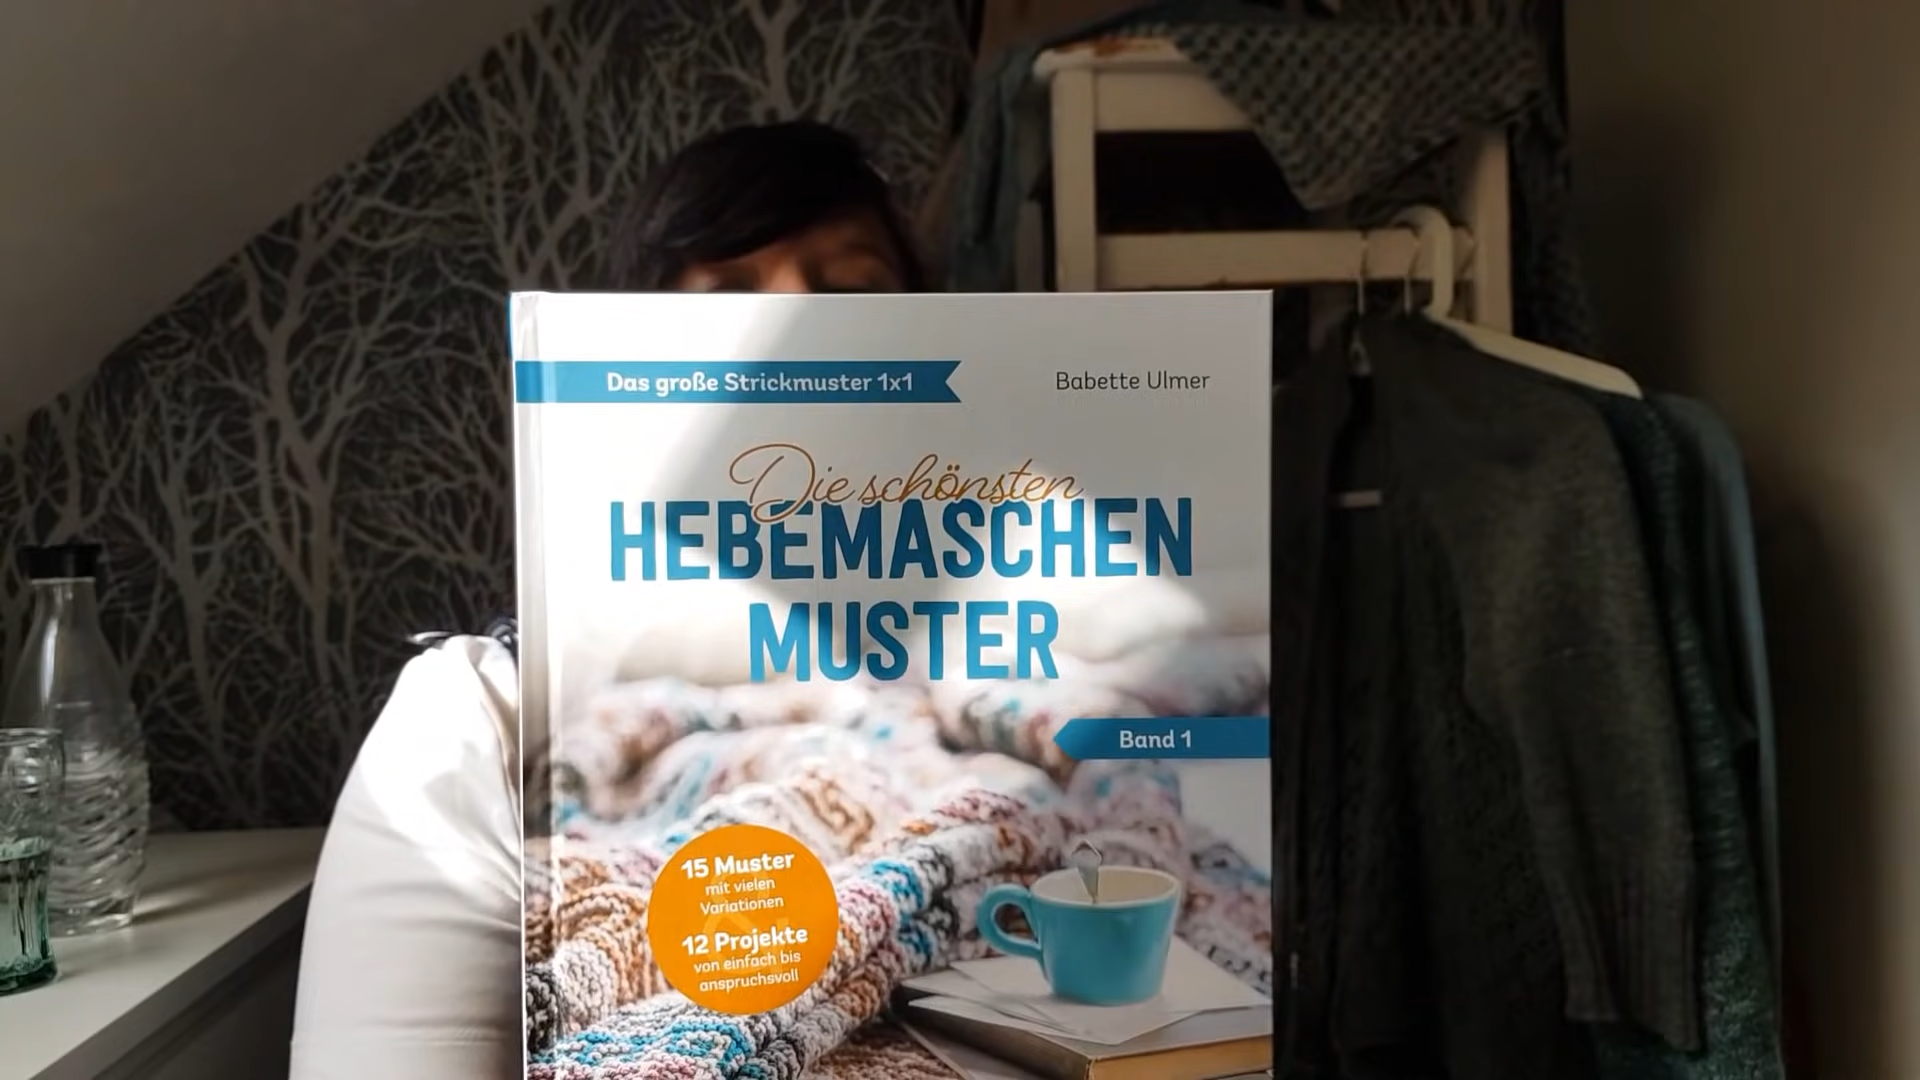 Das große Strickmuster 1x1
Babette Ulmer
Die schönsten
HEBEMASCHEN
MUSTER
Band 1
15 Muster
mit vielen
Variationen
12 Projekte
von einfach bis
anspruchsvoll